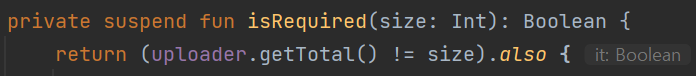 private suspend fun isRequired(size: Int): Boolean {
return (uploader.getTotal() != size).also { it: Boolean